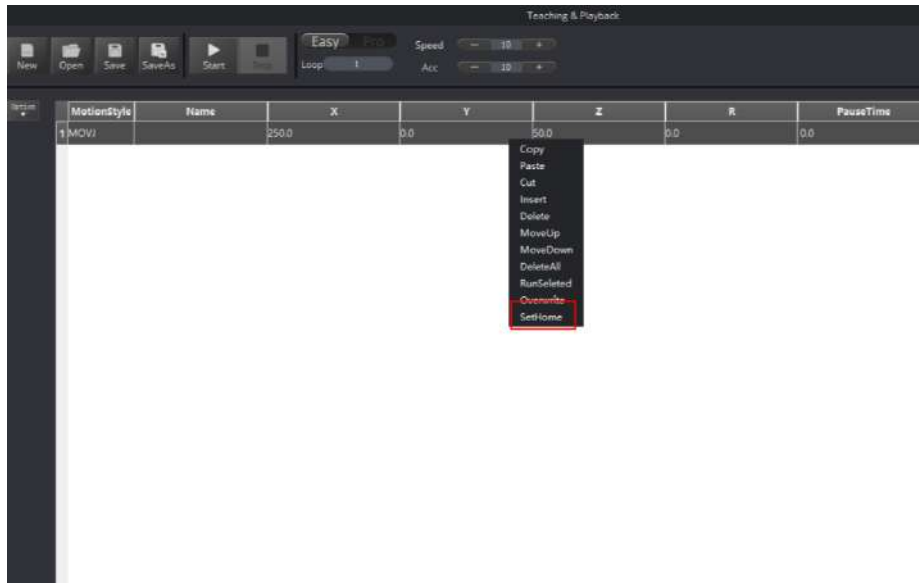 Teaching & Playback
New Open Save SaveAs Start Stop
Easy Pro
Loop 1
Speed − 10 +
Acc − 10 +
MotionStyle Name X Y Z R PauseTime
1 MOVJ 250.0 0.0 50.0 0.0 0.0
Copy
Paste
Cut
Insert
Delete
MoveUp
MoveDown
DeleteAll
RunSeleted
Overwrite
SetHome